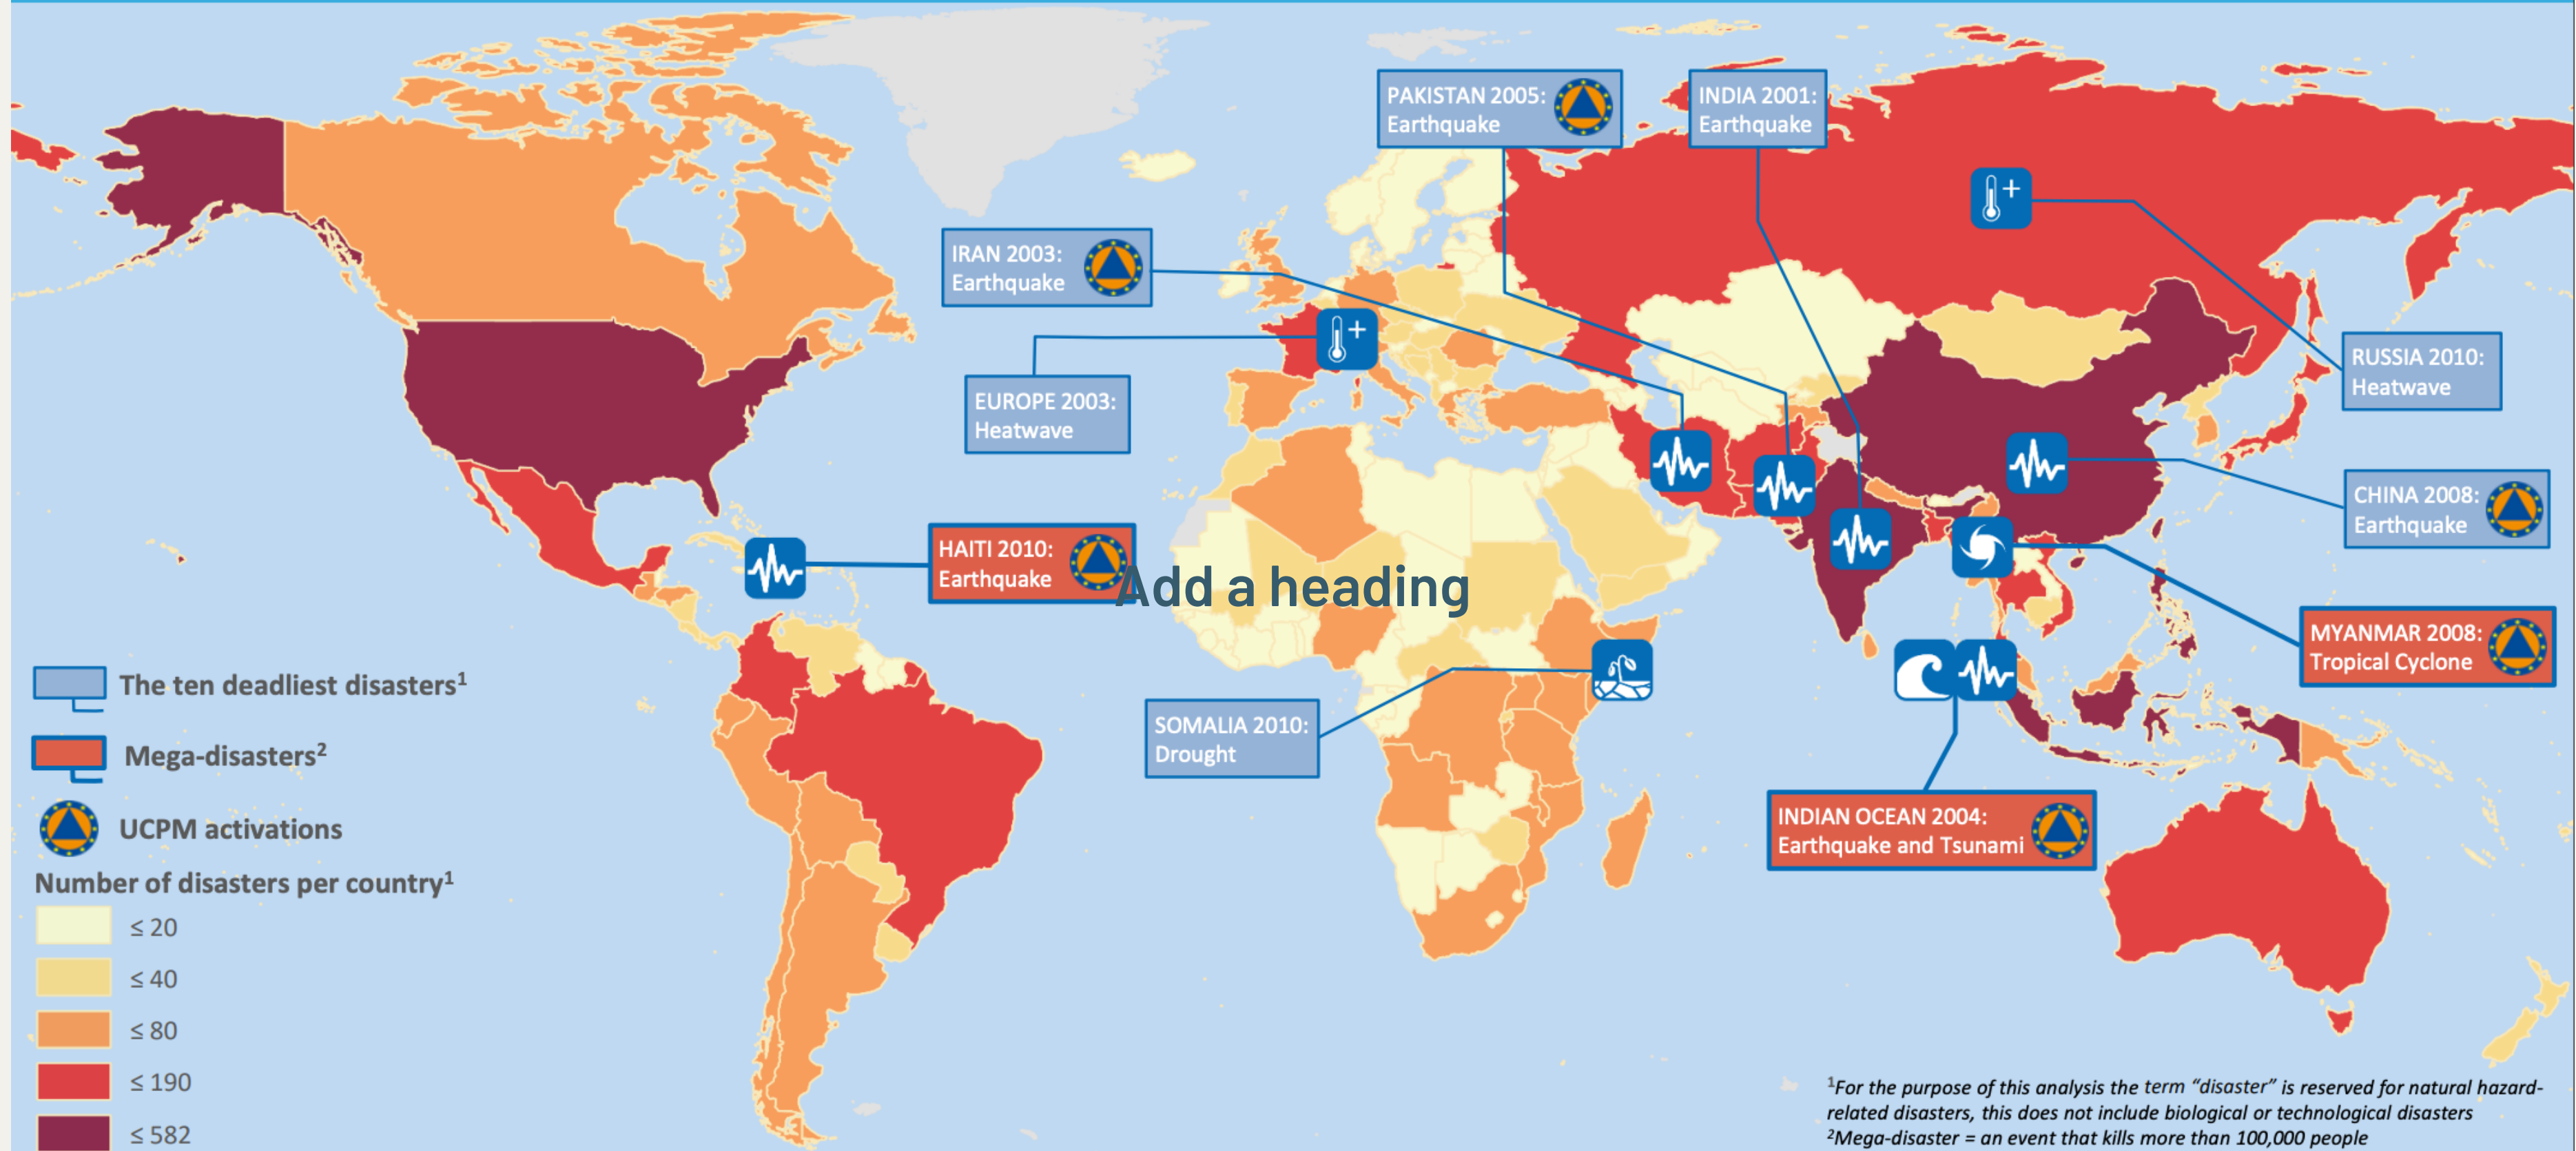 PAKISTAN 2005:
Earthquake
INDIA 2001:
Earthquake
IRAN 2003:
Earthquake
EUROPE 2003:
Heatwave
RUSSIA 2010:
Heatwave
CHINA 2008:
Earthquake
HAITI 2010:
Earthquake
Add a heading
MYANMAR 2008:
Tropical Cyclone
SOMALIA 2010:
Drought
INDIAN OCEAN 2004:
Earthquake and Tsunami
The ten deadliest disasters¹
Mega-disasters²
UCPM activations
Number of disasters per country¹
≤ 20
≤ 40
≤ 80
≤ 190
≤ 582
¹For the purpose of this analysis the term “disaster” is reserved for natural hazard-
related disasters, this does not include biological or technological disasters
²Mega-disaster = an event that kills more than 100,000 people